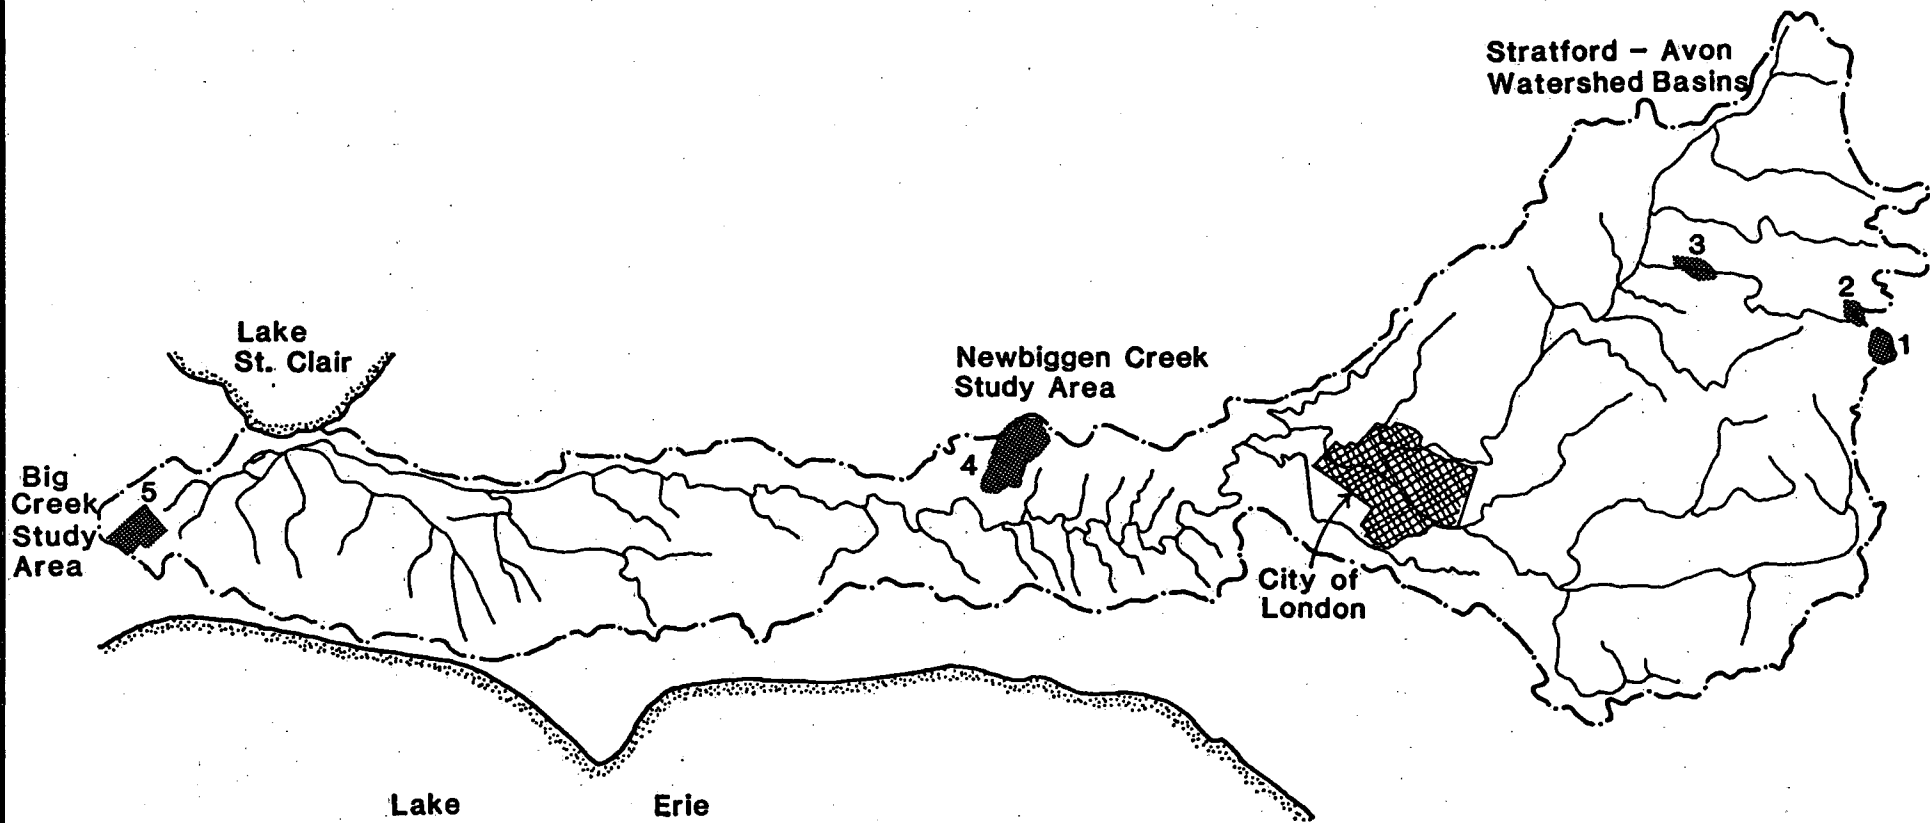 Stratford – Avon
Watershed Basins
3
2
1
Lake
St. Clair
Newbiggen Creek
Study Area
4
Big
Creek
Study
Area
5
City of
London
Lake Erie